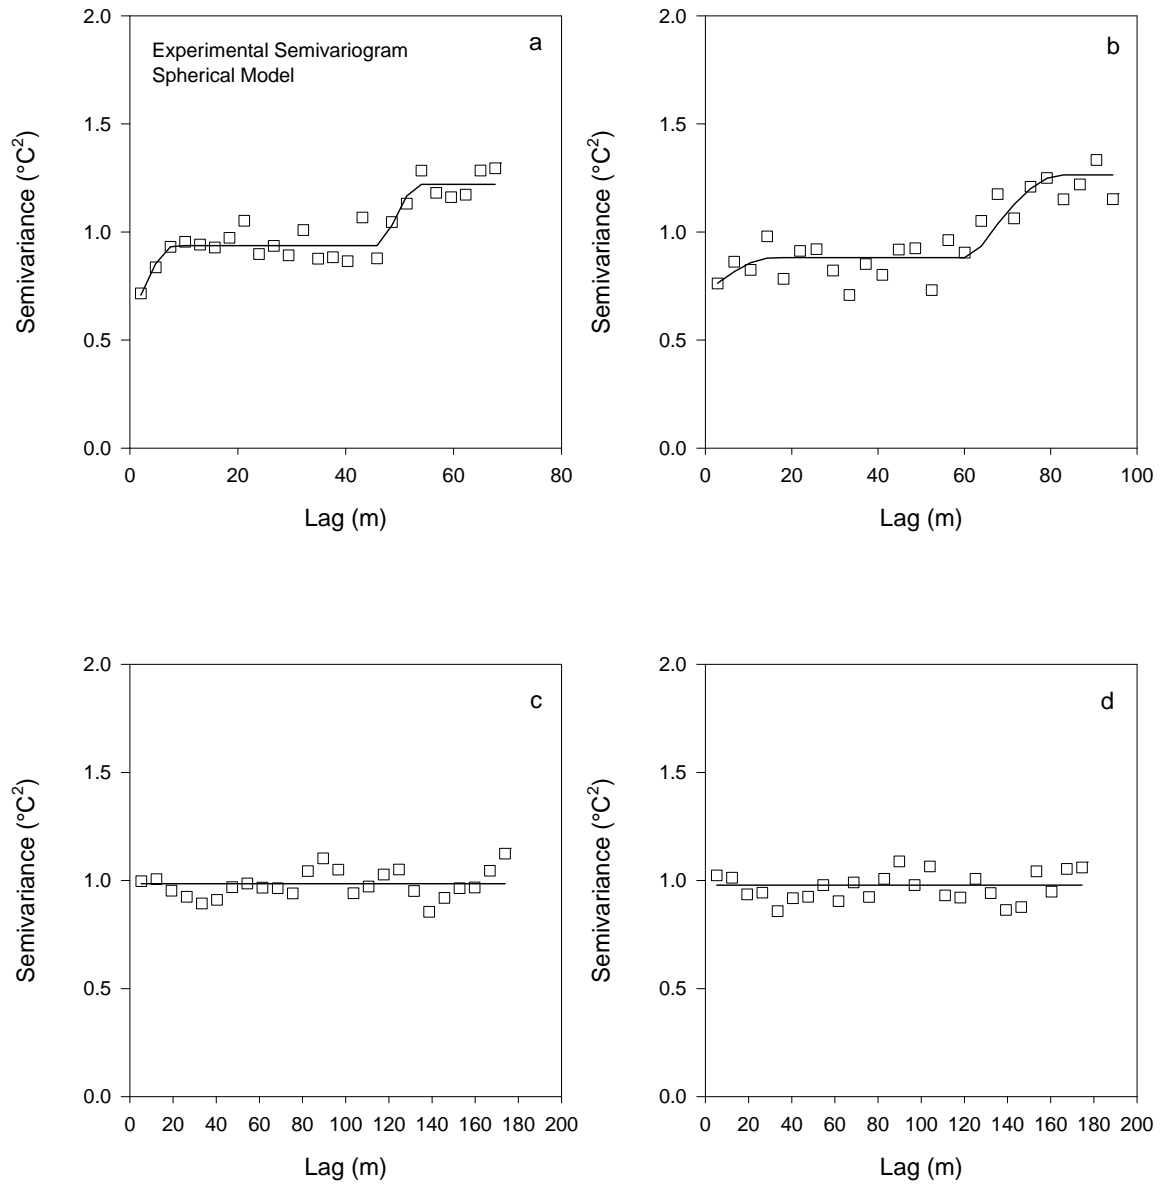 a
Experimental Semivariogram
Spherical Model
2.0
1.5
1.0
0.5
0.0
Semivariance (°C²)
0 20 40 60 80
Lag (m)
b
2.0
1.5
1.0
0.5
0.0
Semivariance (°C²)
0 20 40 60 80 100
Lag (m)
c
2.0
1.5
1.0
0.5
0.0
Semivariance (°C²)
0 20 40 60 80 100 120 140 160 180 200
Lag (m)
d
2.0
1.5
1.0
0.5
0.0
Semivariance (°C²)
0 20 40 60 80 100 120 140 160 180 200
Lag (m)